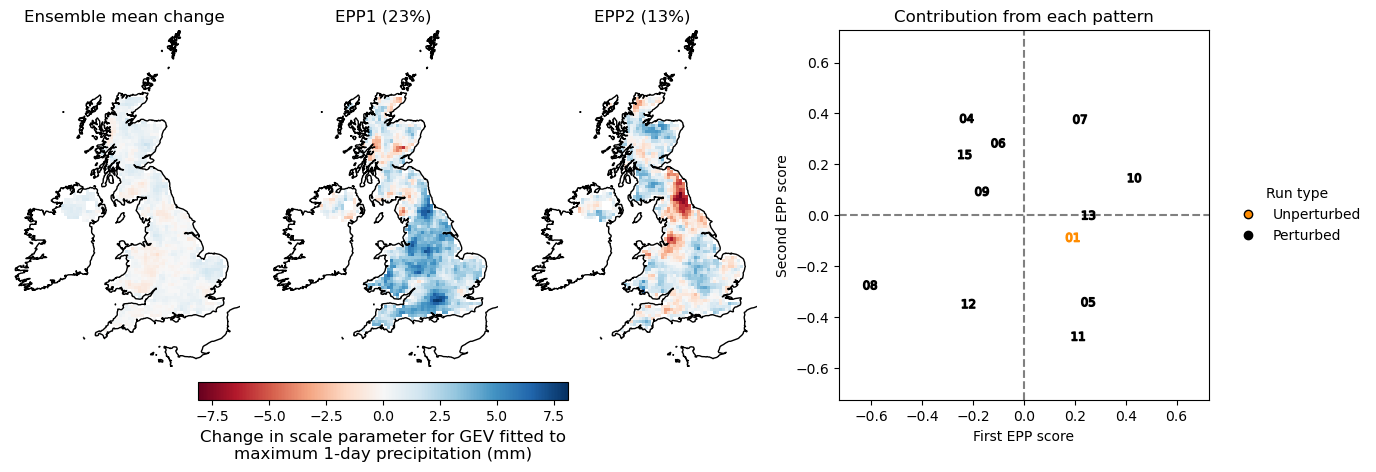 Ensemble mean change
EPP1 (23%)
EPP2 (13%)
Contribution from each pattern
0.6
0.4
0.2
0.0
−0.2
−0.4
−0.6
Second EPP score
04
07
06
15
10
09
13
01
08
12
05
11
−0.6 −0.4 −0.2 0.0 0.2 0.4 0.6
First EPP score
Run type
Unperturbed
Perturbed
−7.5 −5.0 −2.5 0.0 2.5 5.0 7.5
Change in scale parameter for GEV fitted to
maximum 1-day precipitation (mm)